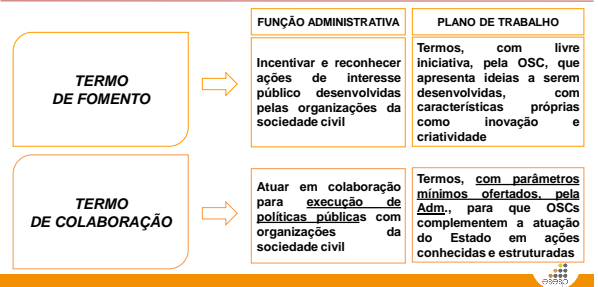 FUNÇÃO ADMINISTRATIVA
PLANO DE TRABALHO
TERMO
DE FOMENTO
Incentivar e reconhecer
ações de interesse
público desenvolvidas
pelas organizações da
sociedade civil
Termos, com livre
iniciativa, pela OSC, que
apresenta ideias a serem
desenvolvidas, com
características próprias
como inovação e
criatividade
TERMO
DE COLABORAÇÃO
Atuar em colaboração
para execução de
políticas públicas com
organizações da
sociedade civil
Termos, com parâmetros
mínimos ofertados, pela
Adm., para que OSCs
complementem a atuação
do Estado em ações
conhecidas e estruturadas
esesp